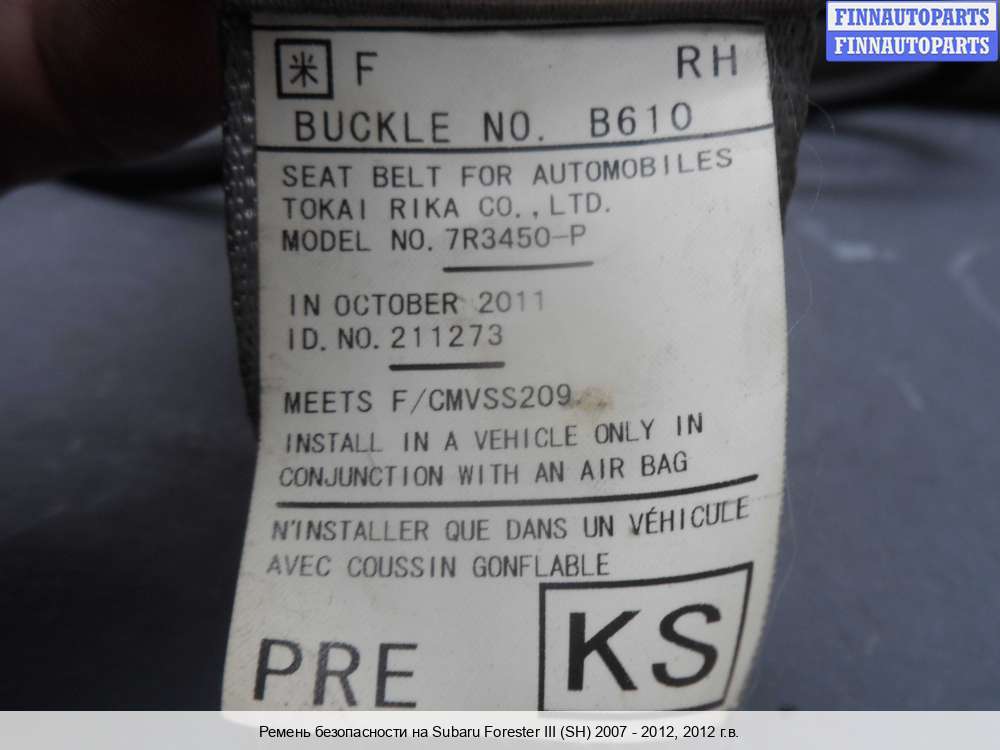 FINNAUTOPARTS
FINNAUTOPARTS
米 F RH
BUCKLE NO. B610
SEAT BELT FOR AUTOMOBILES
TOKAI RIKA CO.,LTD.
MODEL NO. 7R3450-P
IN OCTOBER 2011
ID. NO. 211273
MEETS F/CMVSS209
INSTALL IN A VEHICLE ONLY IN
CONJUNCTION WITH AN AIR BAG
N'INSTALLER QUE DANS UN VÉHICULE
AVEC COUSSIN GONFLABLE
PRE KS
Ремень безопасности на Subaru Forester III (SH) 2007 - 2012, 2012 г.в.